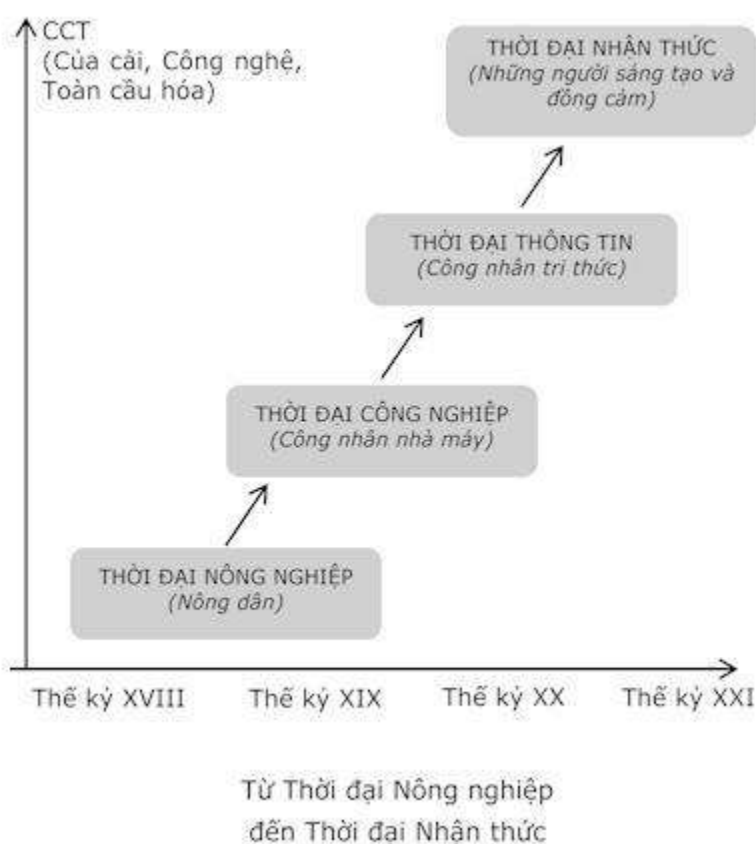 CCT
(Của cải, Công nghệ,
Toàn cầu hóa)
THỜI ĐẠI NHÂN THỨC
(Những người sáng tạo và
đồng cảm)
THỜI ĐẠI THÔNG TIN
(Công nhân tri thức)
THỜI ĐẠI CÔNG NGHIỆP
(Công nhân nhà máy)
THỜI ĐẠI NÔNG NGHIỆP
(Nông dân)
Thế kỷ XVIII
Thế kỷ XIX
Thế kỷ XX
Thế kỷ XXI
Từ Thời đại Nông nghiệp
đến Thời đại Nhân thức